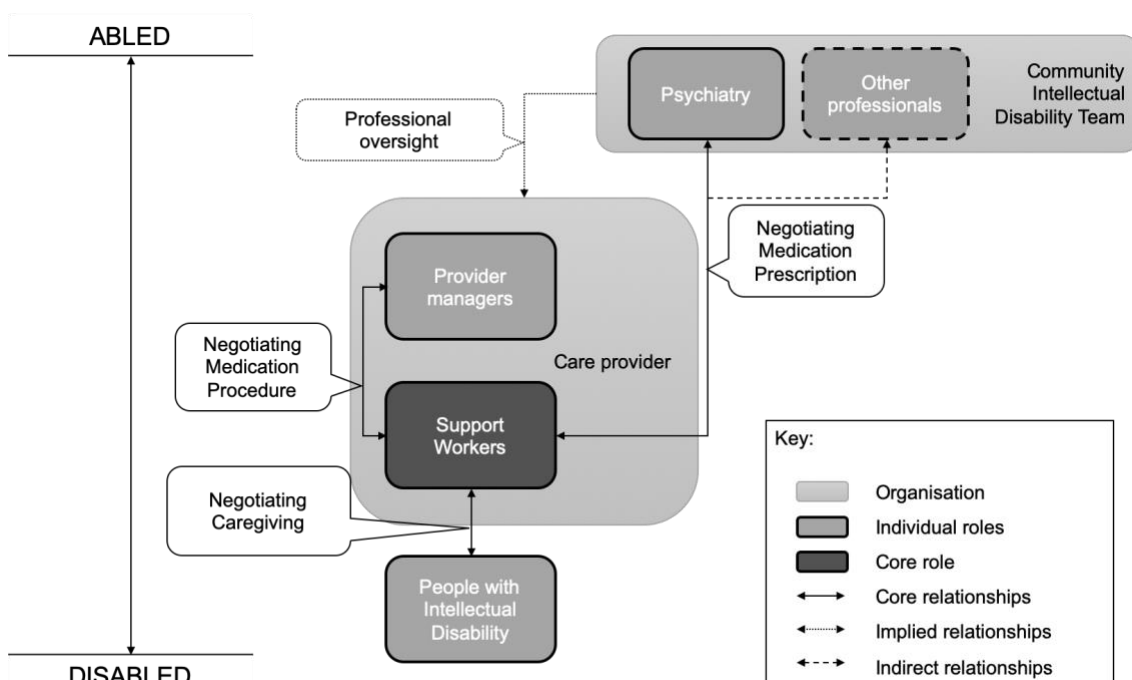 ABLED
Psychiatry
Other
professionals
Community
Intellectual
Disability Team
Professional
oversight
Negotiating
Medication
Prescription
Provider
managers
Negotiating
Medication
Procedure
Care provider
Support
Workers
Negotiating
Caregiving
People with
Intellectual
Disability
Key:
Organisation
Individual roles
Core role
Core relationships
Implied relationships
Indirect relationships
DISABLED